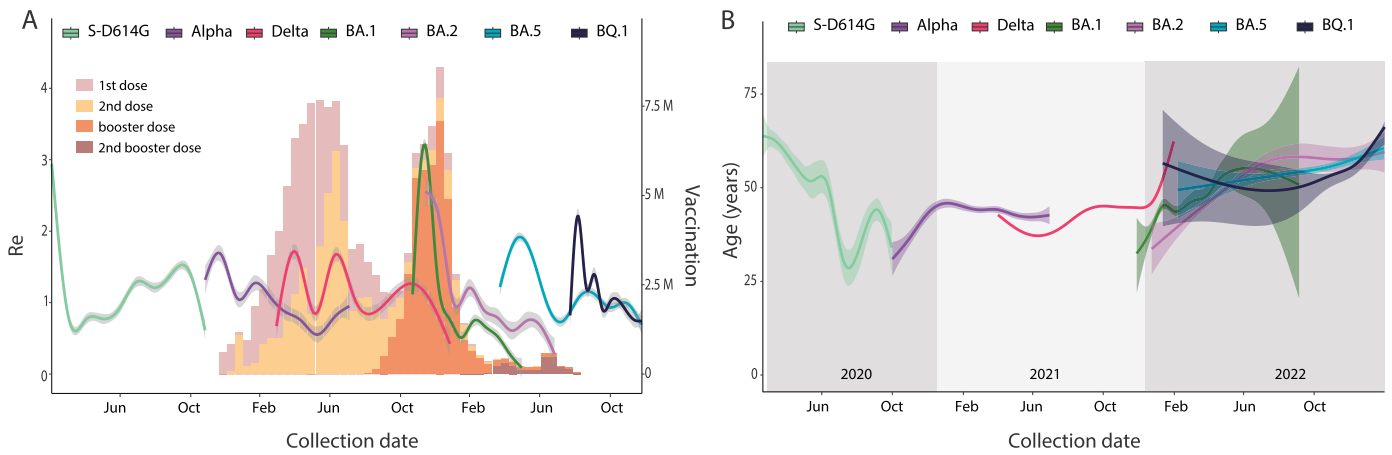 A
S-D614G Alpha Delta BA.1 BA.2 BA.5 BQ.1
1st dose
2nd dose
booster dose
2nd booster dose
Re
4
3
2
1
0
Vaccination
7.5 M
5 M
2.5 M
0
Jun Oct Feb Jun Oct Feb Jun Oct
Collection date
B
S-D614G Alpha Delta BA.1 BA.2 BA.5 BQ.1
Age (years)
75
50
25
0
2020 2021 2022
Jun Oct Feb Jun Oct Feb Jun Oct
Collection date